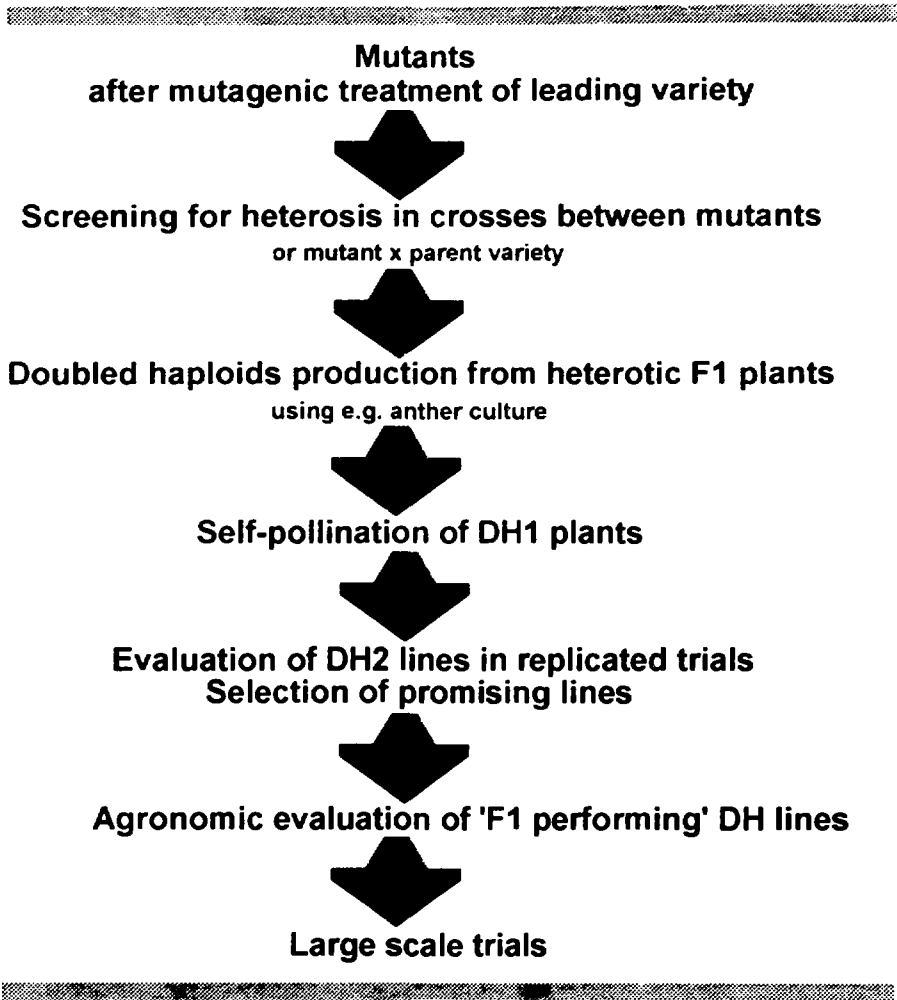 Mutants
after mutagenic treatment of leading variety
Screening for heterosis in crosses between mutants
or mutant x parent variety
Doubled haploids production from heterotic F1 plants
using e.g. anther culture
Self-pollination of DH1 plants
Evaluation of DH2 lines in replicated trials
Selection of promising lines
Agronomic evaluation of 'F1 performing' DH lines
Large scale trials